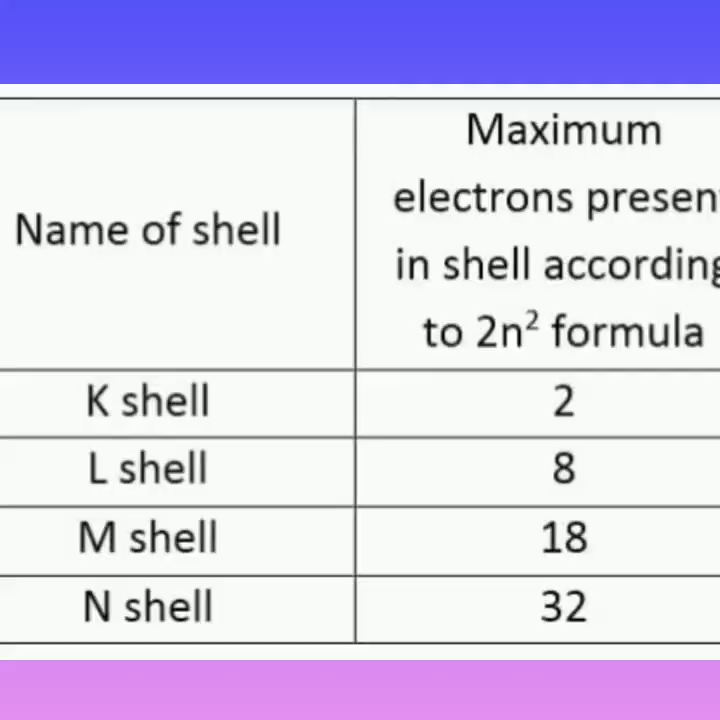 Name of shell
Maximum
electrons present
in shell according
to 2n² formula
K shell
2
L shell
8
M shell
18
N shell
32